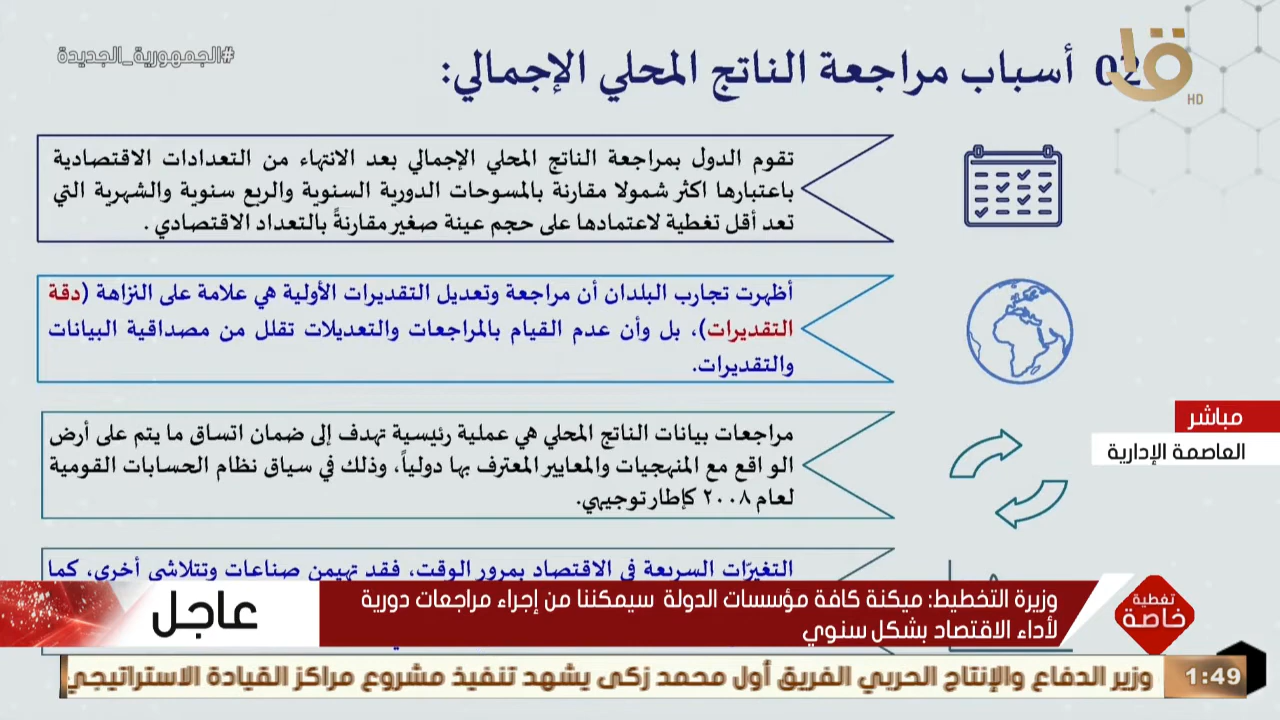 #الجمهورية_الجديدة
02 أسباب مراجعة الناتج المحلي الإجمالي:
HD
تقوم الدول بمراجعة الناتج المحلي الإجمالي بعد الانتهاء من التعدادات الاقتصادية
باعتبارها اكثر شمولا مقارنة بالمسوحات الدورية السنوية والربع سنوية والشهرية التي
تعد أقل تغطية لاعتمادها على حجم عينة صغير مقارنةً بالتعداد الاقتصادي .
أظهرت تجارب البلدان أن مراجعة وتعديل التقديرات الأولية هي علامة على النزاهة (دقة
التقديرات)، بل وأن عدم القيام بالمراجعات والتعديلات تقلل من مصداقية البيانات
والتقديرات.
مباشر
العاصمة الإدارية
مراجعات بيانات الناتج المحلي هي عملية رئيسية تهدف إلى ضمان اتساق ما يتم على أرض
الواقع مع المنهجيات والمعايير المعترف بها دولياً، وذلك في سياق نظام الحسابات القومية
لعام ٢٠٠٨ كإطار توجيهي.
التغيّرات السريعة في الاقتصاد بمرور الوقت، فقد تهيمن صناعات وتتلاشى أخرى، كما
تغطية
خاصة
وزيرة التخطيط: ميكنة كافة مؤسسات الدولة سيمكننا من إجراء مراجعات دورية
لأداء الاقتصاد بشكل سنوي
عاجل
1:49
وزير الدفاع والإنتاج الحربي الفريق أول محمد زكى يشهد تنفيذ مشروع مراكز القيادة الاستراتيجي